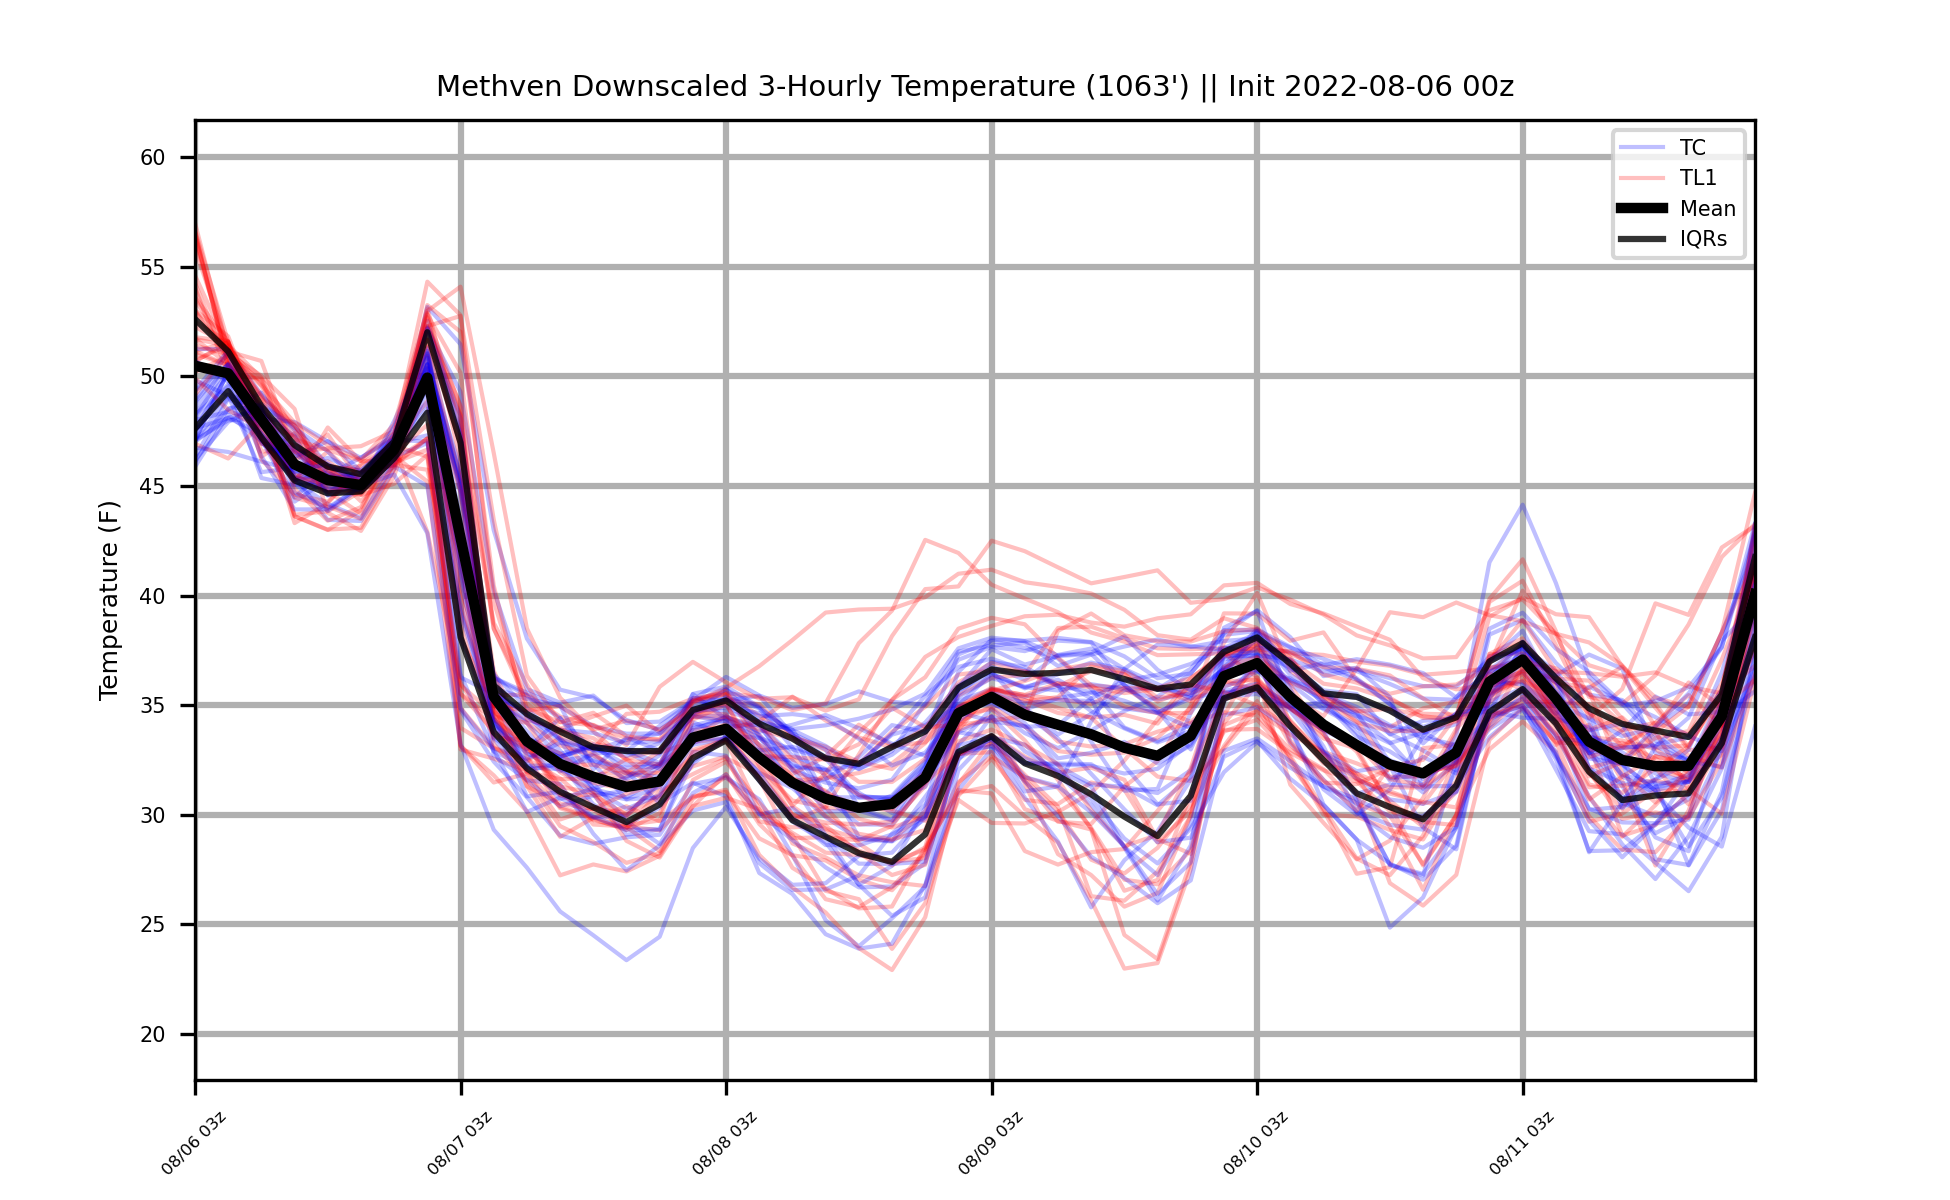 Methven Downscaled 3-Hourly Temperature (1063') || Init 2022-08-06 00z
TC
TL1
Mean
IQRs
Temperature (F)
60
55
50
45
40
35
30
25
20
08/06 03z
08/07 03z
08/08 03z
08/09 03z
08/10 03z
08/11 03z